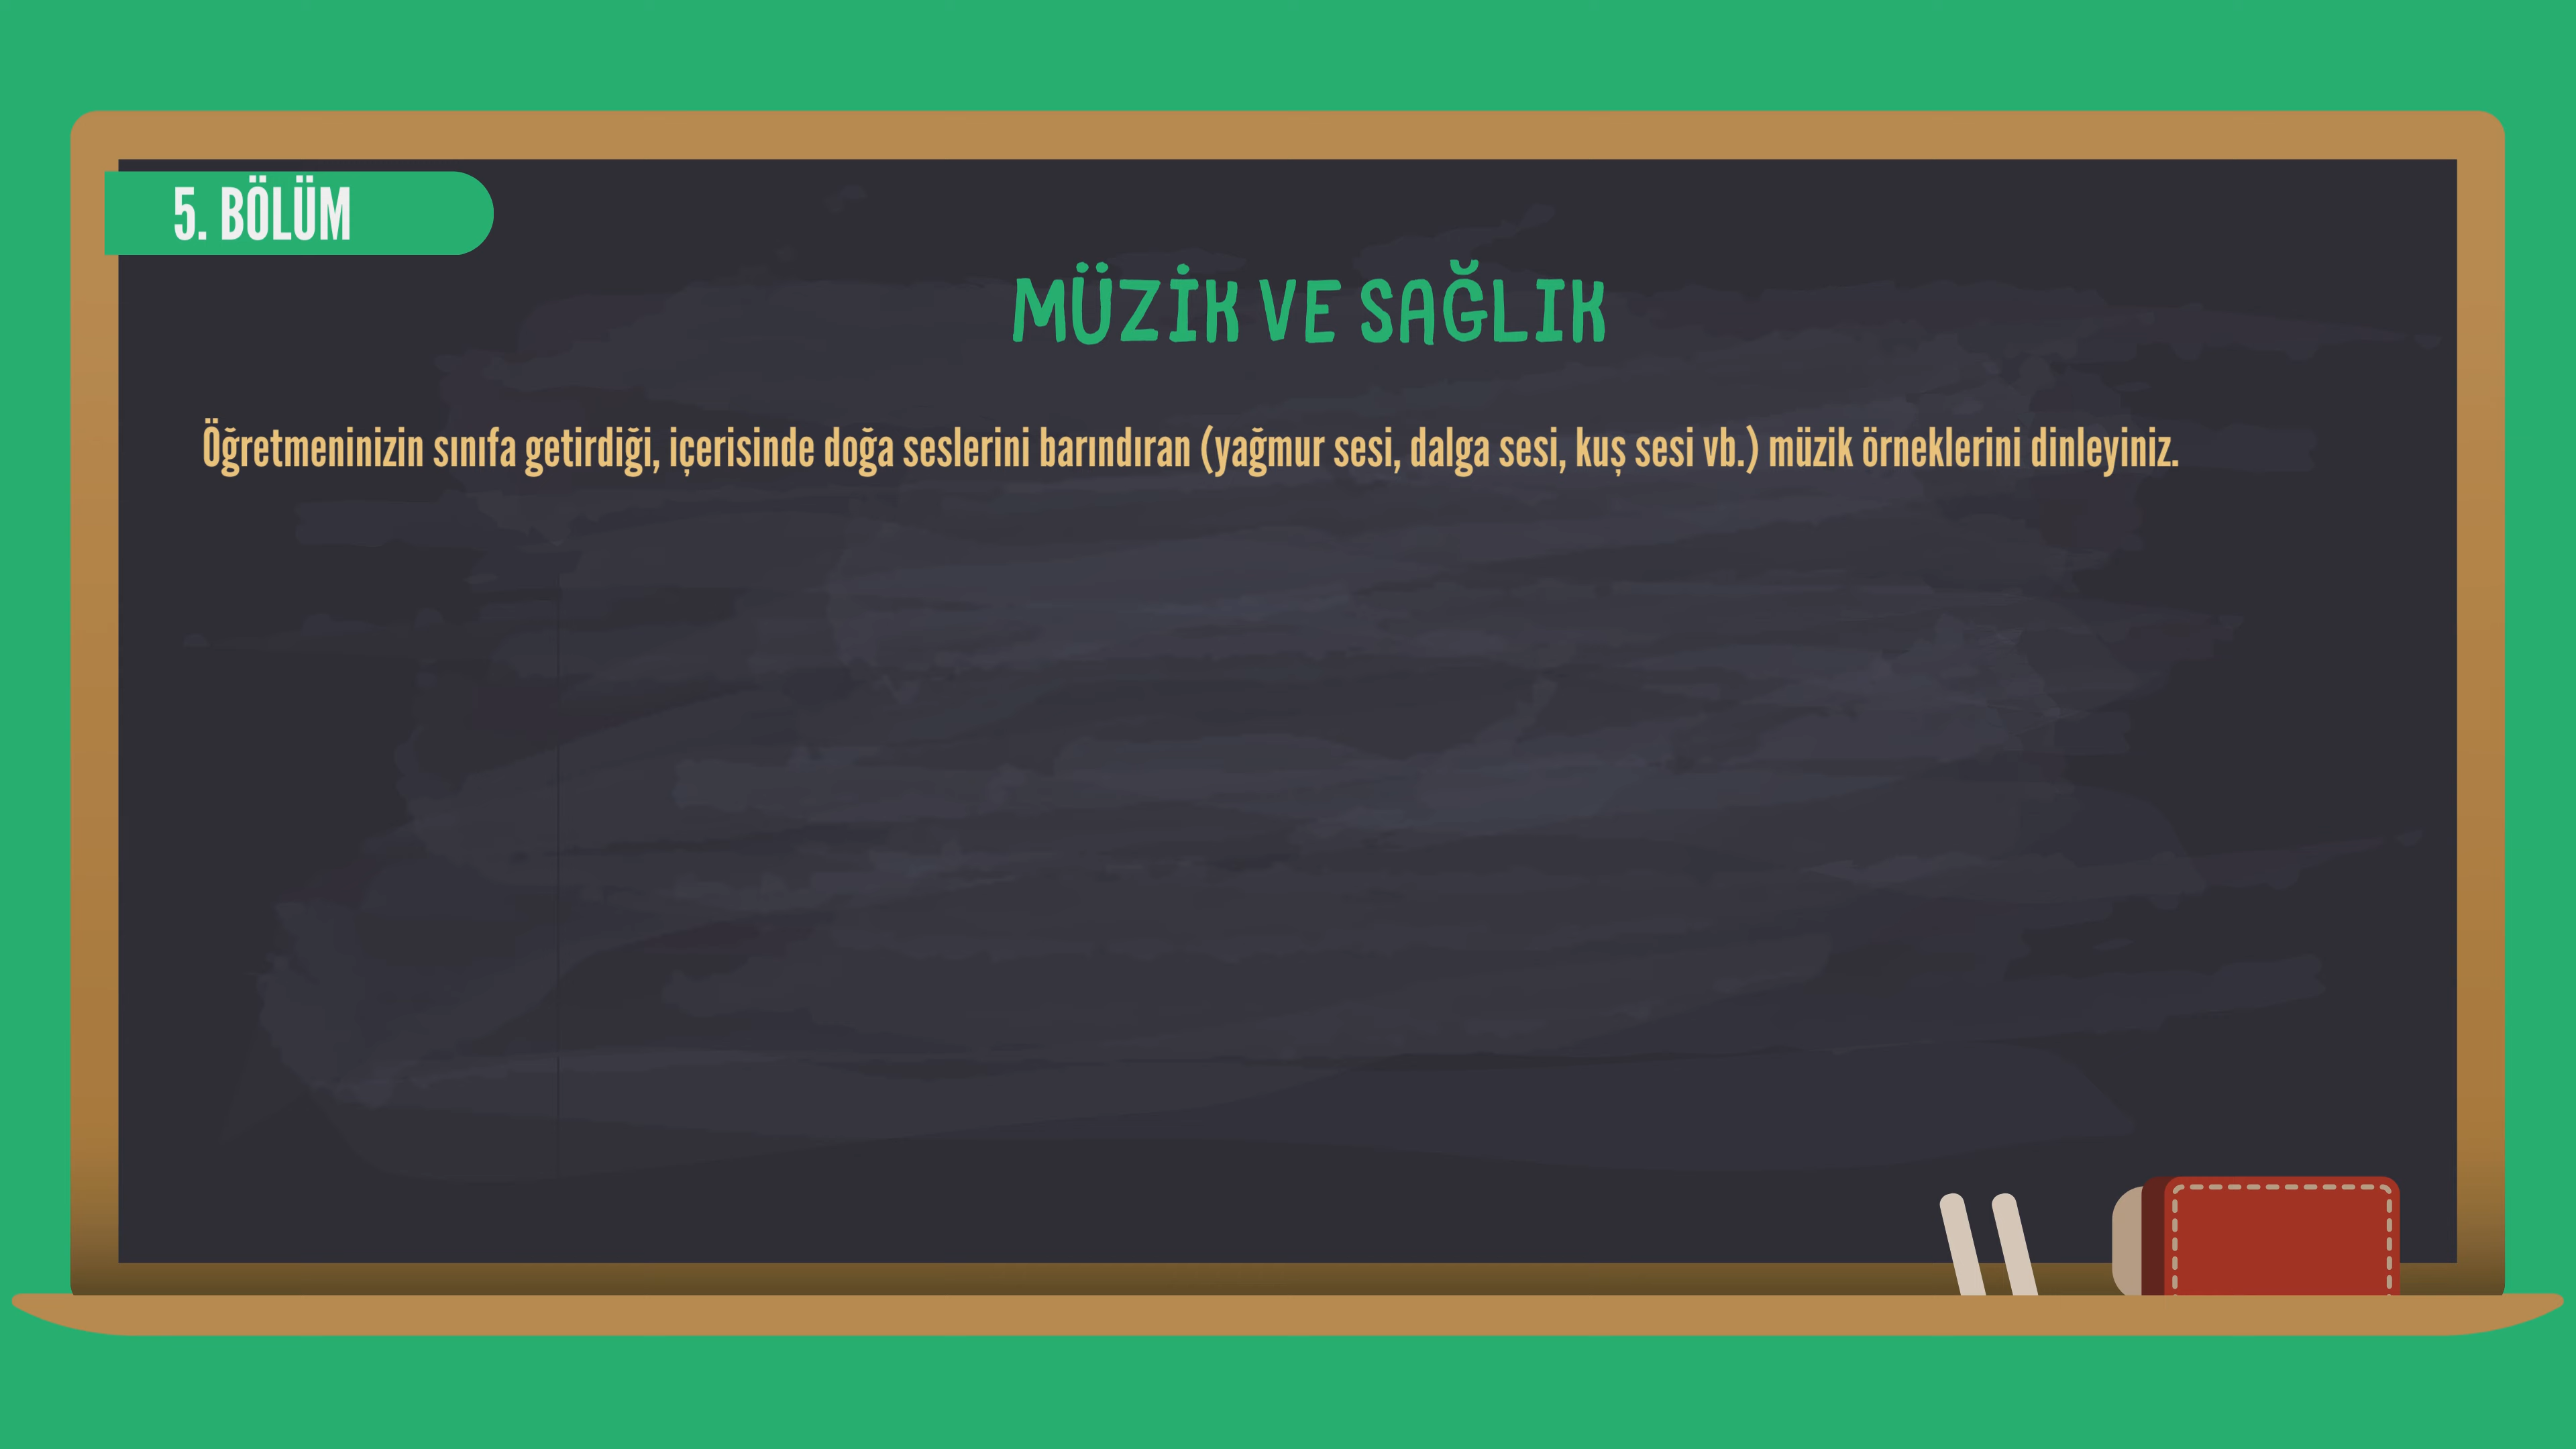 5. BÖLÜM
MÜZİK VE SAĞLIK
Öğretmeninizin sınıfa getirdiği, içerisinde doğa seslerini barındıran (yağmur sesi, dalga sesi, kuş sesi vb.) müzik örneklerini dinleyiniz.